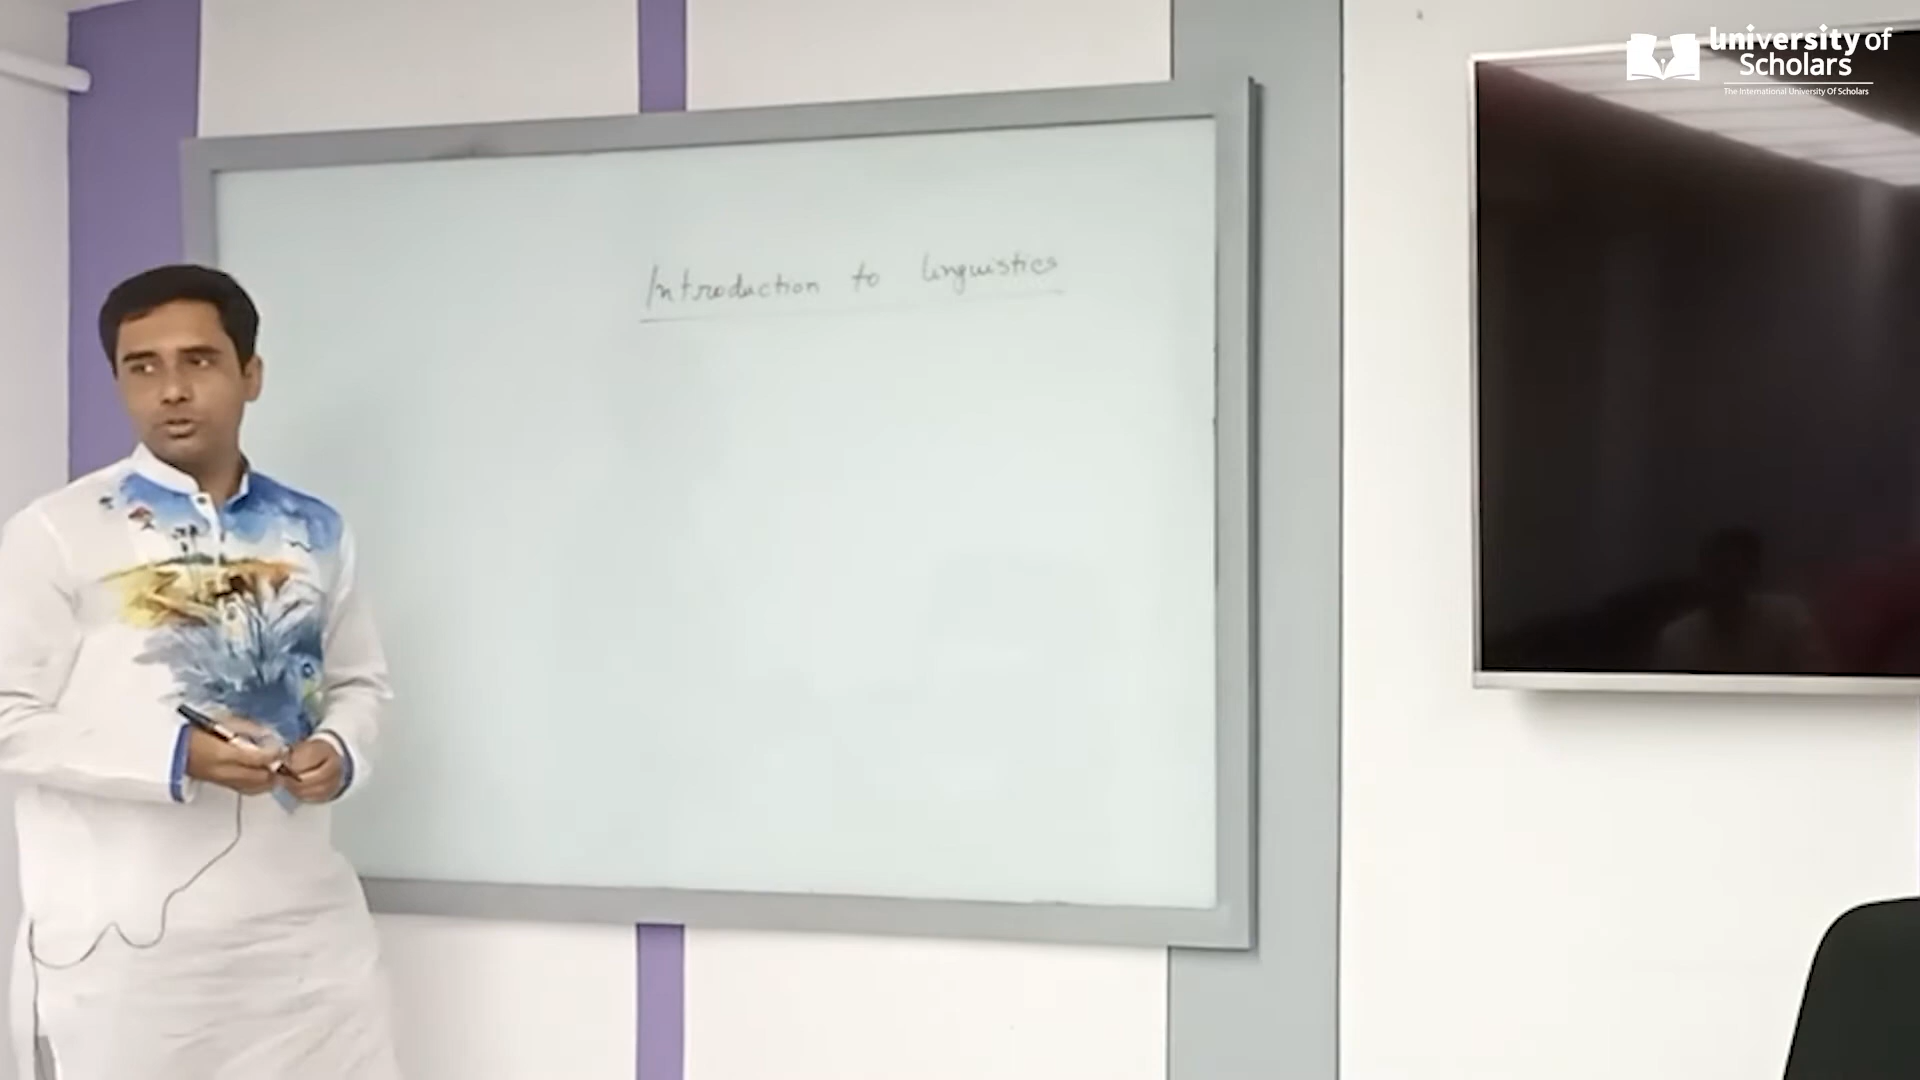 University of
Scholars
The International University Of Scholars
Introduction to linguistics